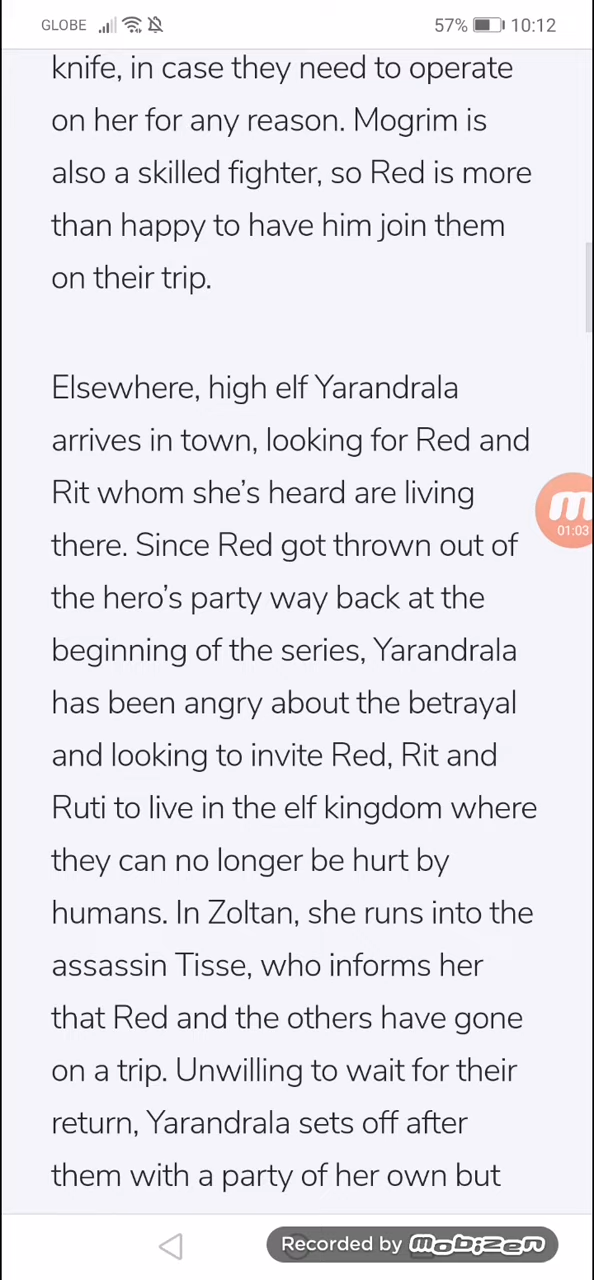 GLOBE 57% 10:12
knife, in case they need to operate
on her for any reason. Mogrim is
also a skilled fighter, so Red is more
than happy to have him join them
on their trip.
Elsewhere, high elf Yarandrala
arrives in town, looking for Red and
Rit whom she’s heard are living
there. Since Red got thrown out of
the hero’s party way back at the
beginning of the series, Yarandrala
has been angry about the betrayal
and looking to invite Red, Rit and
Ruti to live in the elf kingdom where
they can no longer be hurt by
humans. In Zoltan, she runs into the
assassin Tisse, who informs her
that Red and the others have gone
on a trip. Unwilling to wait for their
return, Yarandrala sets off after
them with a party of her own but
m
01:03
Recorded by mobizen